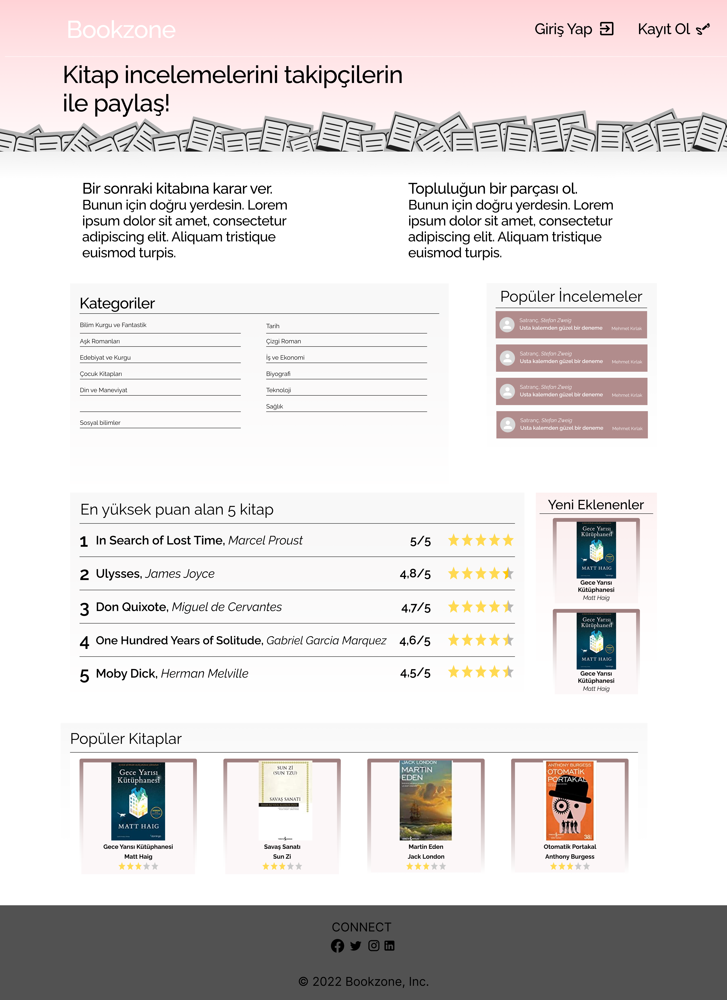 Bookzone
Giriş Yap
Kayıt Ol
Kitap incelemelerini takipçilerin
ile paylaş!
Bir sonraki kitabına karar ver.
Bunun için doğru yerdesin. Lorem
ipsum dolor sit amet, consectetur
adipiscing elit. Aliquam tristique
euismod turpis.
Topluluğun bir parçası ol.
Bunun için doğru yerdesin. Lorem
ipsum dolor sit amet, consectetur
adipiscing elit. Aliquam tristique
euismod turpis.
Kategoriler
Bilim Kurgu ve Fantastik
Aşk Romanları
Edebiyat ve Kurgu
Çocuk Kitapları
Din ve Maneviyat
Sosyal bilimler
Tarih
Çizgi Roman
İş ve Ekonomi
Biyografi
Teknoloji
Sağlık
Popüler İncelemeler
Satranç, Stefan Zweig
Usta kalemden güzel bir deneme Mehmet Kırlak
Satranç, Stefan Zweig
Usta kalemden güzel bir deneme Mehmet Kırlak
Satranç, Stefan Zweig
Usta kalemden güzel bir deneme Mehmet Kırlak
Satranç, Stefan Zweig
Usta kalemden güzel bir deneme Mehmet Kırlak
En yüksek puan alan 5 kitap
1 In Search of Lost Time, Marcel Proust 5/5
2 Ulysses, James Joyce 4,8/5
3 Don Quixote, Miguel de Cervantes 4,7/5
4 One Hundred Years of Solitude, Gabriel Garcia Marquez 4,6/5
5 Moby Dick, Herman Melville 4,5/5
Yeni Eklenenler
Gece Yarısı
Kütüphanesi
MATT HAIG
domingo
Gece Yarısı
Kütüphanesi
Matt Haig
Gece Yarısı
Kütüphanesi
MATT HAIG
domingo
Gece Yarısı
Kütüphanesi
Matt Haig
Popüler Kitaplar
Gece Yarısı
Kütüphanesi
MATT HAIG
domingo
Gece Yarısı Kütüphanesi
Matt Haig
SUN Zİ
(SUN TZU)
SAVAŞ SANATI
Savaş Sanatı
Sun Zi
JACK LONDON
MARTIN
EDEN
Martin Eden
Jack London
ANTHONY BURGESS
OTOMATİK
PORTAKAL
38
Otomatik Portakal
Anthony Burgess
CONNECT
© 2022 Bookzone, Inc.